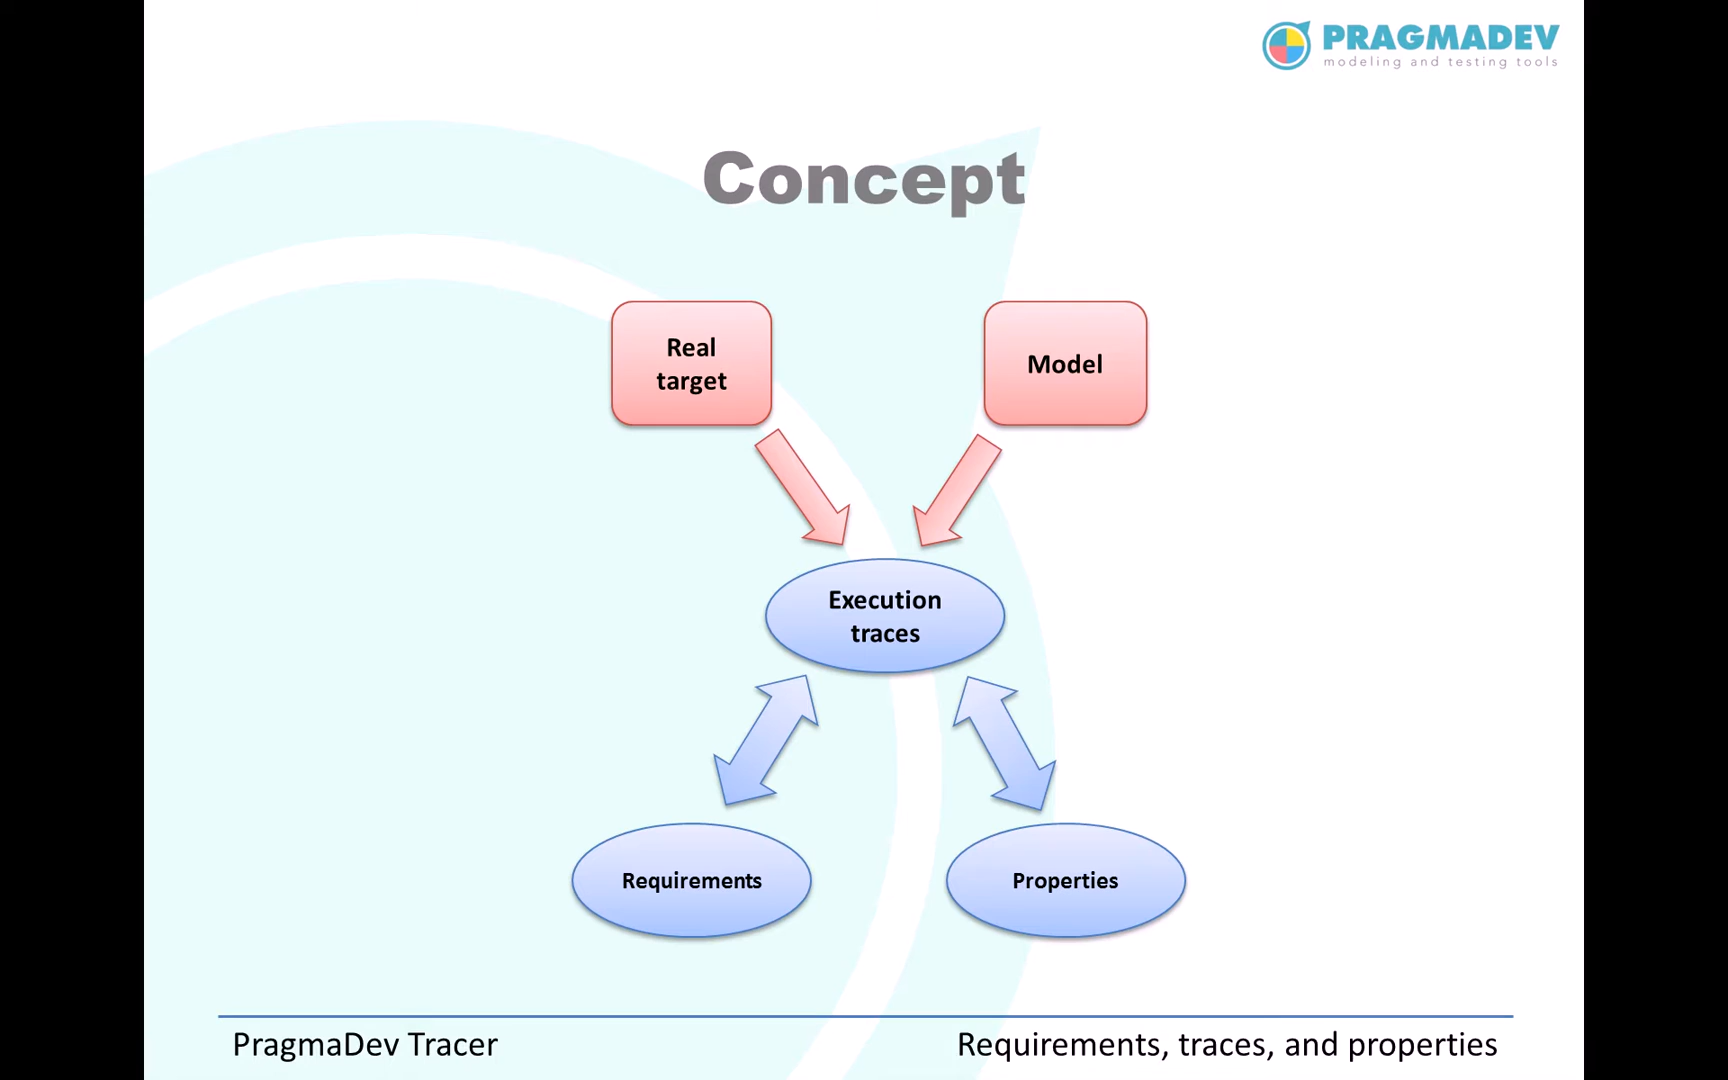 PRAGMADEV
modeling and testing tools
Concept
Real
target
Model
Execution
traces
Requirements
Properties
PragmaDev Tracer
Requirements, traces, and properties